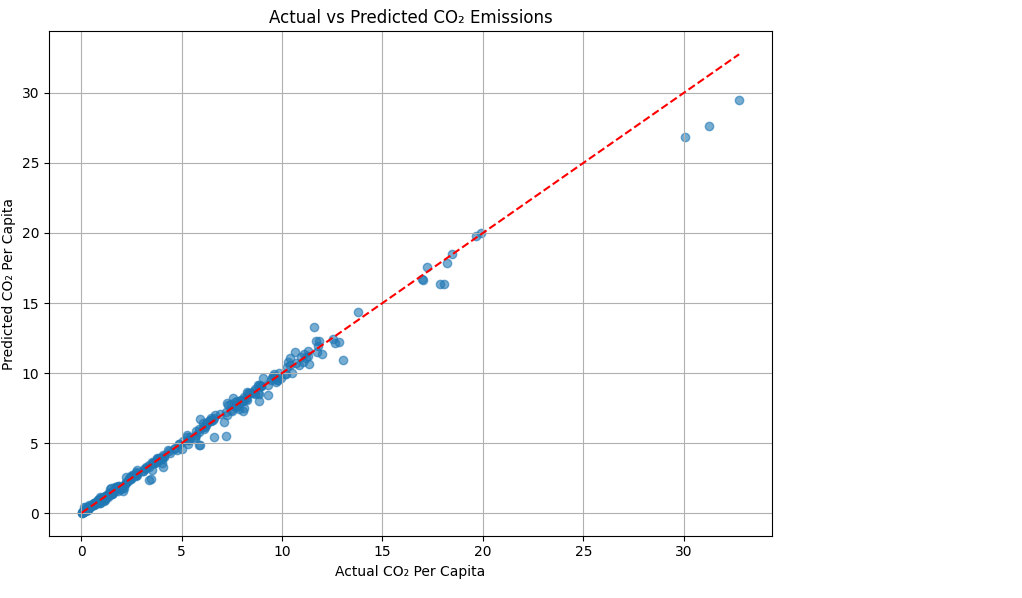 Actual vs Predicted CO₂ Emissions
Predicted CO₂ Per Capita
30
25
20
15
10
5
0
0 5 10 15 20 25 30
Actual CO₂ Per Capita